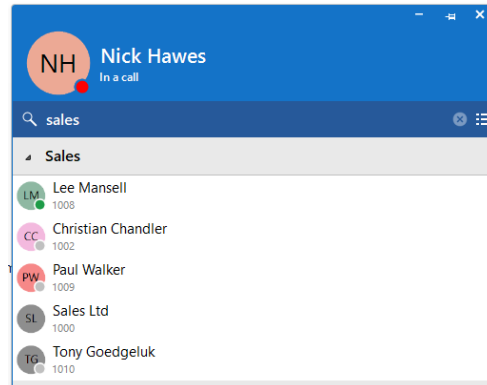 NH
Nick Hawes
In a call
sales
Sales
LM
Lee Mansell
1008
CC
Christian Chandler
1002
PW
Paul Walker
1009
SL
Sales Ltd
1000
TG
Tony Goedgeluk
1010